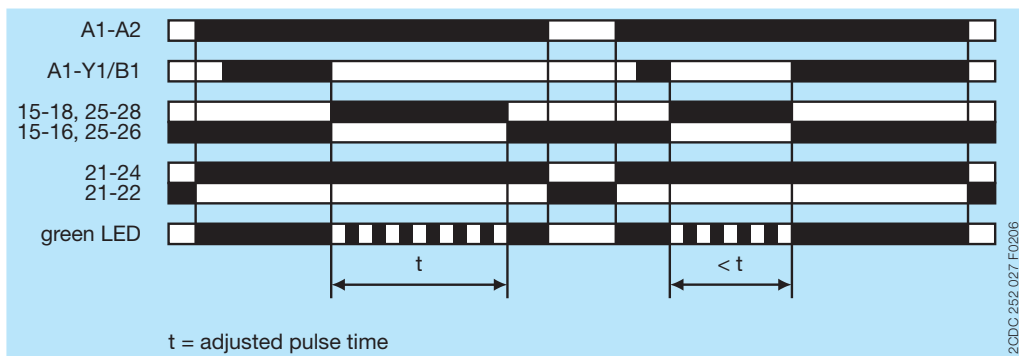 A1-A2
A1-Y1/B1
15-18, 25-28
15-16, 25-26
21-24
21-22
green LED
t
< t
t = adjusted pulse time
2CDC 252 027 F0206